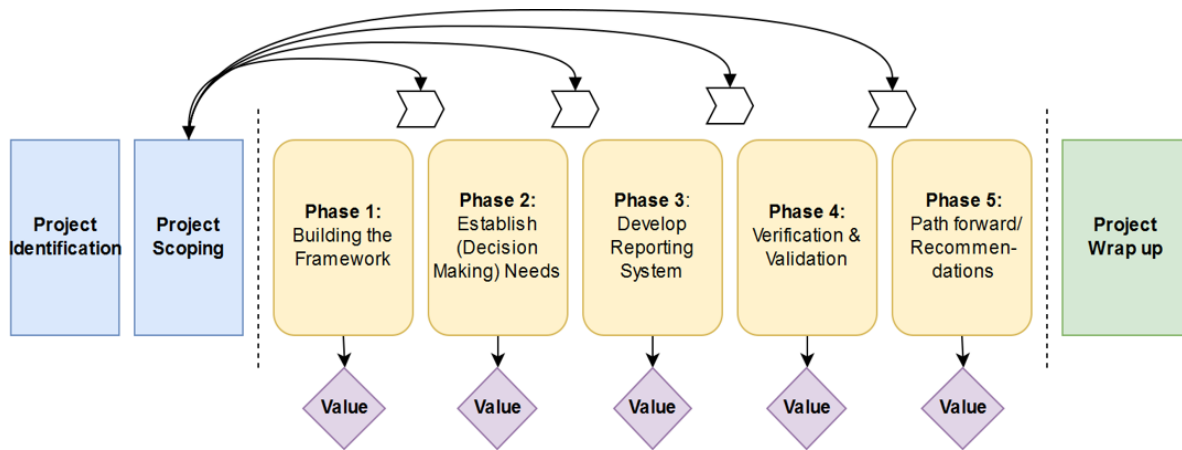 Project
Identification
Project
Scoping
Phase 1:
Building the
Framework
Phase 2:
Establish
(Decision
Making) Needs
Phase 3:
Develop
Reporting
System
Phase 4:
Verification &
Validation
Phase 5:
Path forward/
Recommen-
dations
Project
Wrap up
Value
Value
Value
Value
Value